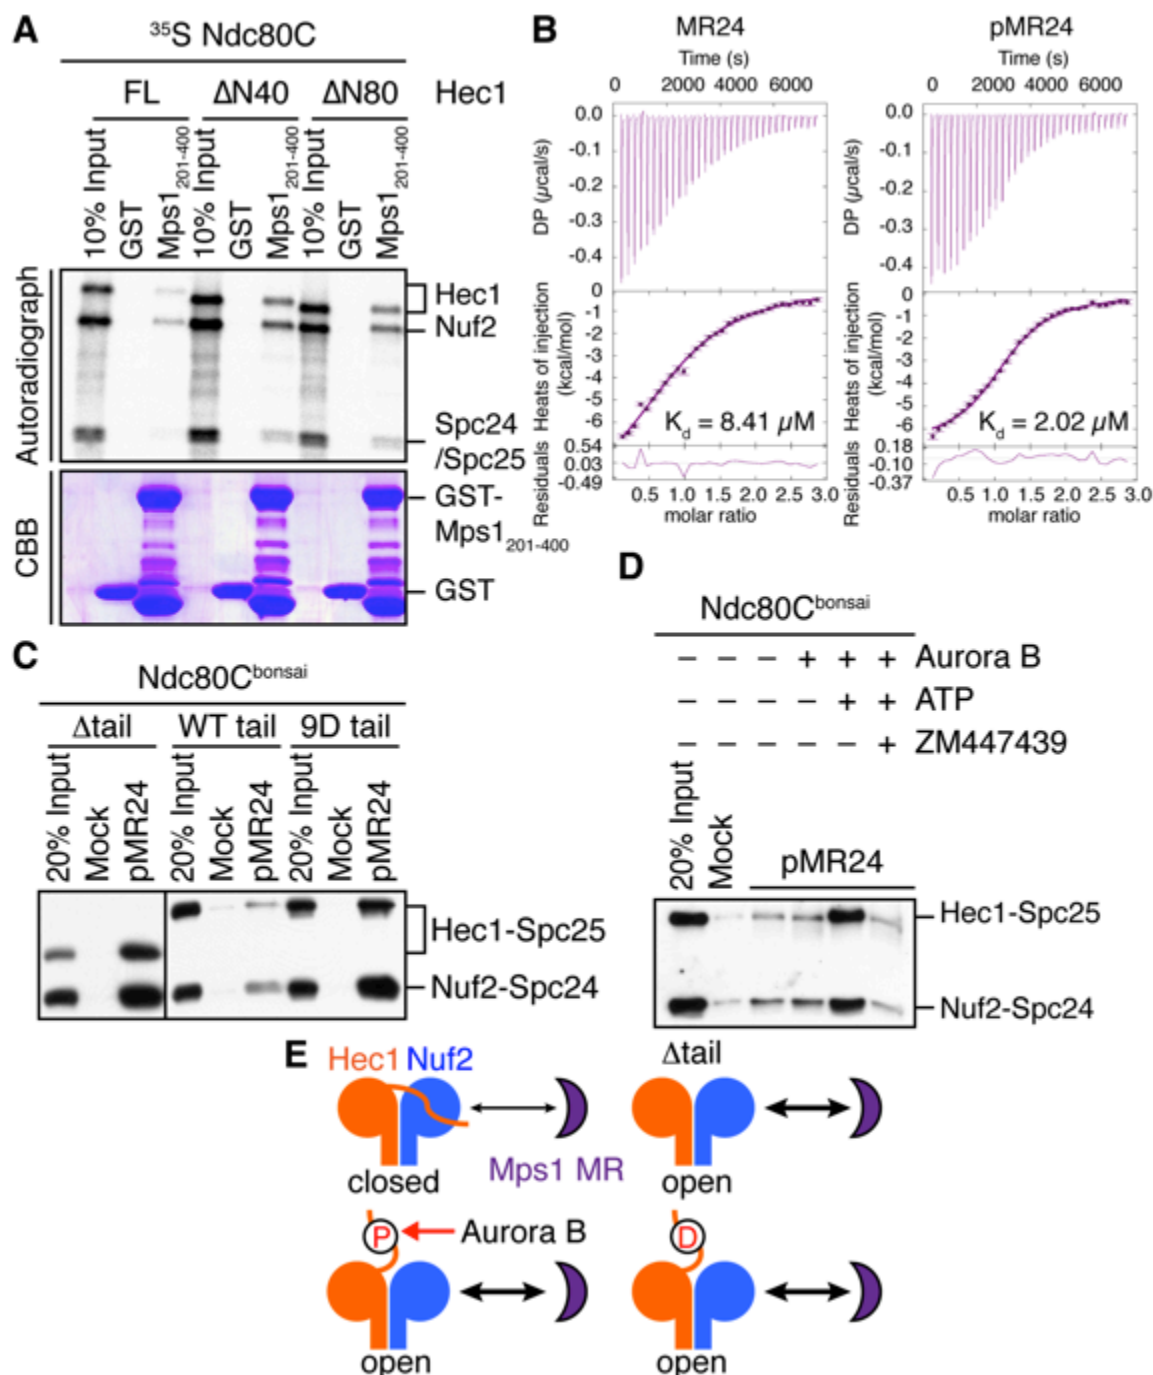 A
³⁵S Ndc80C
FL ΔN40 ΔN80 Hec1
10% Input
GST
Mps1₂₀₁₋₄₀₀
10% Input
GST
Mps1₂₀₁₋₄₀₀
10% Input
GST
Mps1₂₀₁₋₄₀₀
Autoradiograph
Hec1
Nuf2
Spc24
/Spc25
CBB
GST-
Mps1₂₀₁₋₄₀₀
GST
B
MR24
Time (s)
0 2000 4000 6000
DP (µcal/s)
0.0
-0.1
-0.2
-0.3
-0.4
Heats of injection
(kcal/mol)
0
-1
-2
-3
-4
-5
-6
K_d = 8.41 µM
Residuals
0.54
0.03
-0.49
0.5 1.0 1.5 2.0 2.5 3.0
molar ratio
pMR24
Time (s)
0 2000 4000 6000
DP (µcal/s)
0.0
-0.1
-0.2
-0.3
-0.4
Heats of injection
(kcal/mol)
0
-1
-2
-3
-4
-5
-6
K_d = 2.02 µM
Residuals
0.18
-0.10
-0.37
0.5 1.0 1.5 2.0 2.5 3.0
molar ratio
C
Ndc80Cᵇᵒⁿˢᵃⁱ
Δtail WT tail 9D tail
20% Input
Mock
pMR24
20% Input
Mock
pMR24
20% Input
Mock
pMR24
Hec1-Spc25
Nuf2-Spc24
D
Ndc80Cᵇᵒⁿˢᵃⁱ
− − − + + + Aurora B
− − − − + + ATP
− − − − − + ZM447439
20% Input
Mock
pMR24
Hec1-Spc25
Nuf2-Spc24
E
Hec1 Nuf2
Δtail
Mps1 MR
closed
open
P
Aurora B
D
open
open